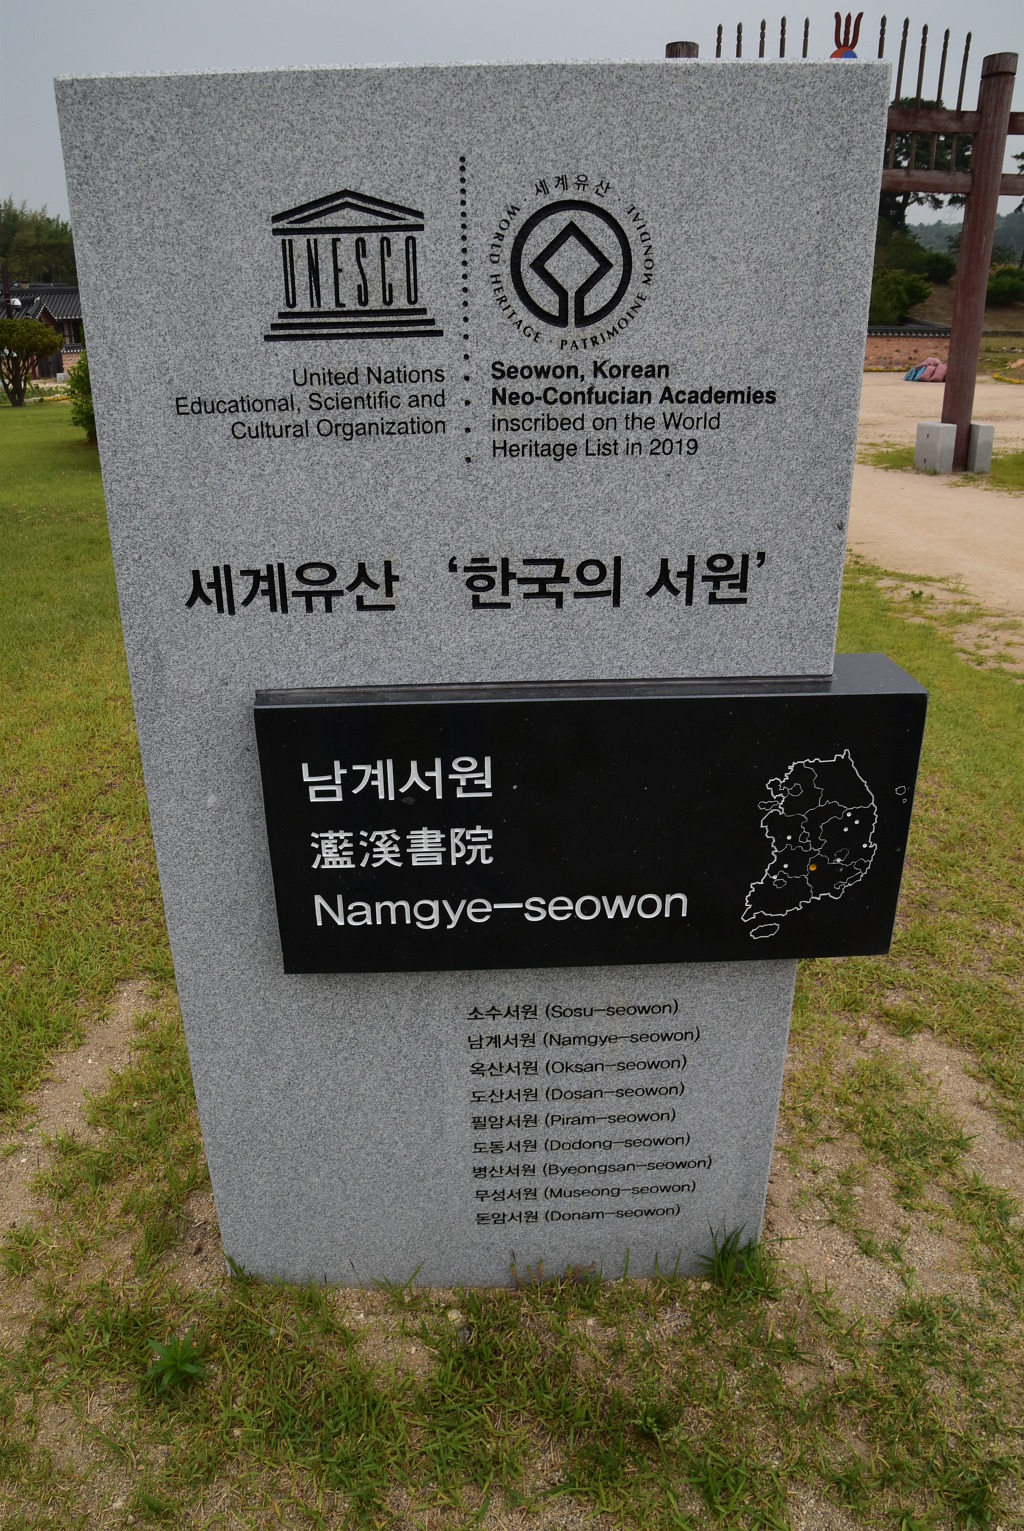 UNESCO
United Nations
Educational, Scientific and
Cultural Organization
· 세계유산 · WORLD HERITAGE · PATRIMOINE MONDIAL
Seowon, Korean
Neo-Confucian Academies
inscribed on the World
Heritage List in 2019
세계유산 ‘한국의 서원’
남계서원
灆溪書院
Namgye-seowon
소수서원 (Sosu-seowon)
남계서원 (Namgye-seowon)
옥산서원 (Oksan-seowon)
도산서원 (Dosan-seowon)
필암서원 (Piram-seowon)
도동서원 (Dodong-seowon)
병산서원 (Byeongsan-seowon)
무성서원 (Museong-seowon)
돈암서원 (Donam-seowon)